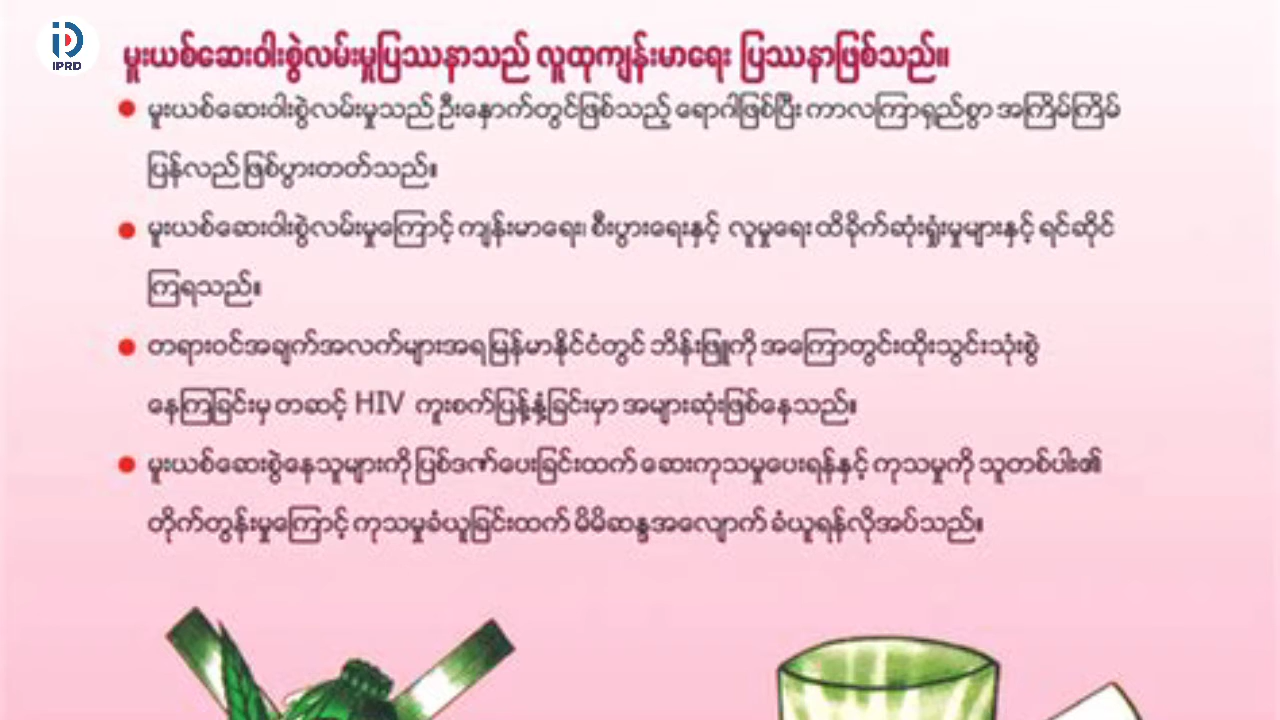 IPRD
မူးယစ်ဆေးဝါးစွဲလမ်းမှုပြဿနာသည် လူထုကျန်းမာရေး ပြဿနာဖြစ်သည်။
မူးယစ်ဆေးဝါးစွဲလမ်းမှုသည် ဦးနှောက်တွင်ဖြစ်သည့် ရောဂါဖြစ်ပြီး ကာလကြာရှည်စွာ အကြိမ်ကြိမ်
ပြန်လည် ဖြစ်ပွားတတ်သည်။
မူးယစ်ဆေးဝါးစွဲလမ်းမှုကြောင့် ကျန်းမာရေး၊ စီးပွားရေးနှင့် လူမှုရေး ထိခိုက်ဆုံးရှုံးမှုများနှင့် ရင်ဆိုင်
ကြရသည်။
တရားဝင်အချက်အလက်များအရ မြန်မာနိုင်ငံတွင် ဘိန်းဖြူကို အကြောတွင်းထိုးသွင်းသုံးစွဲ
နေကြခြင်းမှ တဆင့် HIV ကူးစက်ပြန့်နှံ့ခြင်းမှာ အများဆုံးဖြစ်နေသည်။
မူးယစ်ဆေးစွဲနေသူများကို ပြစ်ဒဏ်ပေးခြင်းထက် ဆေးကုသမှုပေးရန်နှင့် ကုသမှုကို သူတစ်ပါး၏
တိုက်တွန်းမှုကြောင့် ကုသမှုခံယူခြင်းထက် မိမိဆန္ဒအလျောက် ခံယူရန်လိုအပ်သည်။